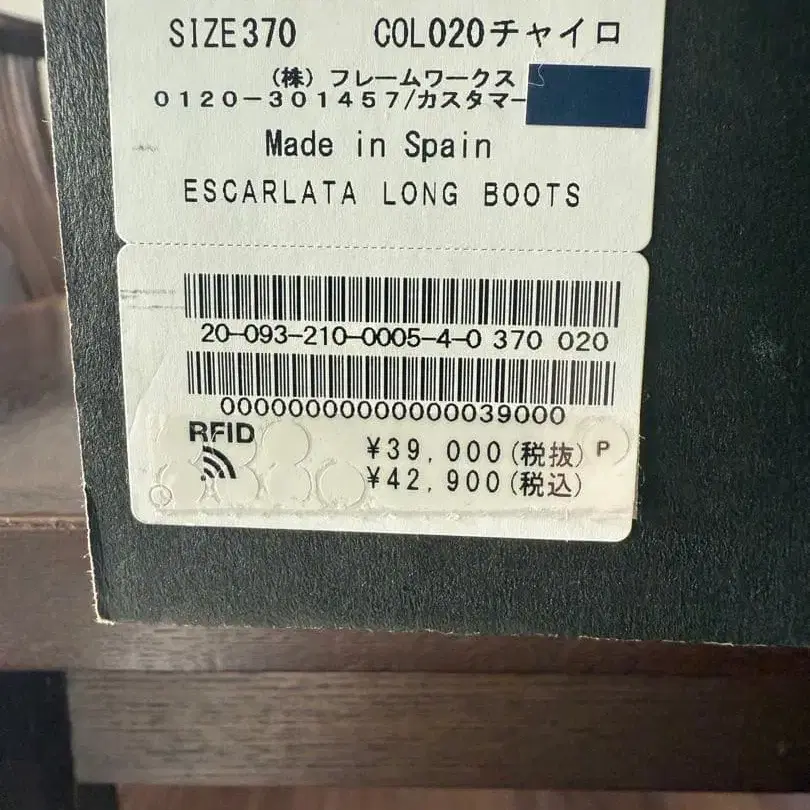 SIZE370 COL020チャイロ
(株)フレームワークス
0120-301457/カスタマー
Made in Spain
ESCARLATA LONG BOOTS
20-093-210-0005-4-0 370 020
00000000000000039000
RFID
¥39,000(税抜) P
¥42,900(税込)